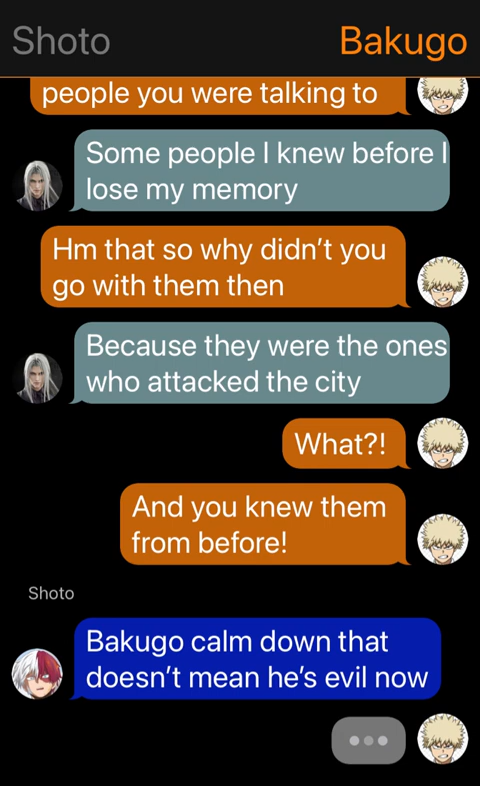 Shoto
Bakugo
people you were talking to
Some people I knew before I
lose my memory
Hm that so why didn't you
go with them then
Because they were the ones
who attacked the city
What?!
And you knew them
from before!
Shoto
Bakugo calm down that
doesn't mean he's evil now